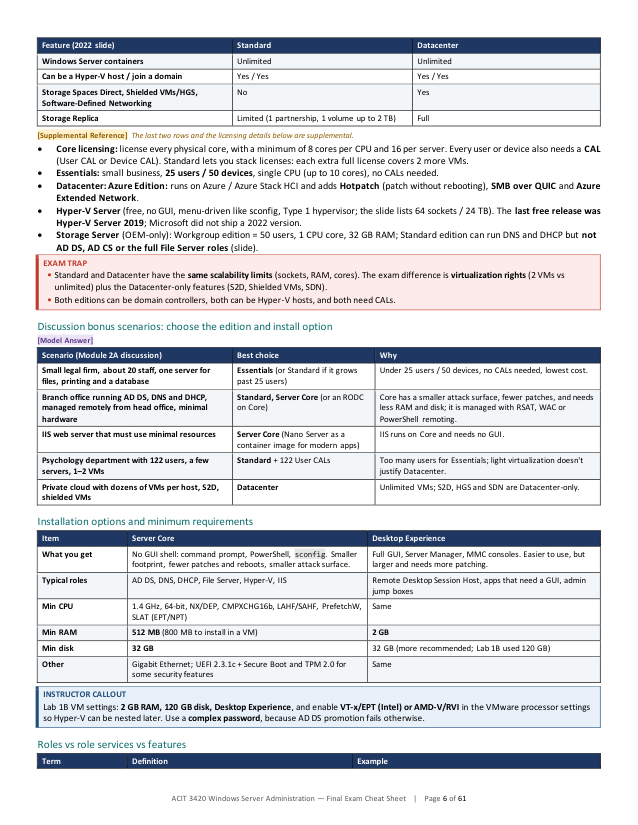 Feature (2022 slide) Standard Datacenter
Windows Server containers Unlimited Unlimited
Can be a Hyper-V host / join a domain Yes / Yes Yes / Yes
Storage Spaces Direct, Shielded VMs/HGS, No Yes
Software-Defined Networking
Storage Replica Limited (1 partnership, 1 volume up to 2 TB) Full
[Supplemental Reference] The last two rows and the licensing details below are supplemental.
• Core licensing: license every physical core, with a minimum of 8 cores per CPU and 16 per server. Every user or device also needs a CAL
(User CAL or Device CAL). Standard lets you stack licenses: each extra full license covers 2 more VMs.
• Essentials: small business, 25 users / 50 devices, single CPU (up to 10 cores), no CALs needed.
• Datacenter: Azure Edition: runs on Azure / Azure Stack HCI and adds Hotpatch (patch without rebooting), SMB over QUIC and Azure
Extended Network.
• Hyper-V Server (free, no GUI, menu-driven like sconfig, Type 1 hypervisor; the slide lists 64 sockets / 24 TB). The last free release was
Hyper-V Server 2019; Microsoft did not ship a 2022 version.
• Storage Server (OEM-only): Workgroup edition = 50 users, 1 CPU core, 32 GB RAM; Standard edition can run DNS and DHCP but not
AD DS, AD CS or the full File Server roles (slide).
EXAM TRAP
• Standard and Datacenter have the same scalability limits (sockets, RAM, cores). The exam difference is virtualization rights (2 VMs vs
unlimited) plus the Datacenter-only features (S2D, Shielded VMs, SDN).
• Both editions can be domain controllers, both can be Hyper-V hosts, and both need CALs.
Discussion bonus scenarios: choose the edition and install option
[Model Answer]
Scenario (Module 2A discussion) Best choice Why
Small legal firm, about 20 staff, one server for Essentials (or Standard if it grows Under 25 users / 50 devices, no CALs needed, lowest cost.
files, printing and a database past 25 users)
Branch office running AD DS, DNS and DHCP, Standard, Server Core (or an RODC Core has a smaller attack surface, fewer patches, and needs
managed remotely from head office, minimal on Core) less RAM and disk; it is managed with RSAT, WAC or
hardware PowerShell remoting.
IIS web server that must use minimal resources Server Core (Nano Server as a IIS runs on Core and needs no GUI.
container image for modern apps)
Psychology department with 122 users, a few Standard + 122 User CALs Too many users for Essentials; light virtualization doesn't
servers, 1–2 VMs justify Datacenter.
Private cloud with dozens of VMs per host, S2D, Datacenter Unlimited VMs; S2D, HGS and SDN are Datacenter-only.
shielded VMs
Installation options and minimum requirements
Item Server Core Desktop Experience
What you get No GUI shell: command prompt, PowerShell, sconfig. Smaller Full GUI, Server Manager, MMC consoles. Easier to use, but
footprint, fewer patches and reboots, smaller attack surface. larger and needs more patching.
Typical roles AD DS, DNS, DHCP, File Server, Hyper-V, IIS Remote Desktop Session Host, apps that need a GUI, admin
jump boxes
Min CPU 1.4 GHz, 64-bit, NX/DEP, CMPXCHG16b, LAHF/SAHF, PrefetchW, Same
SLAT (EPT/NPT)
Min RAM 512 MB (800 MB to install in a VM) 2 GB
Min disk 32 GB 32 GB (more recommended; Lab 1B used 120 GB)
Other Gigabit Ethernet; UEFI 2.3.1c + Secure Boot and TPM 2.0 for Same
some security features
INSTRUCTOR CALLOUT
Lab 1B VM settings: 2 GB RAM, 120 GB disk, Desktop Experience, and enable VT-x/EPT (Intel) or AMD-V/RVI in the VMware processor settings
so Hyper-V can be nested later. Use a complex password, because AD DS promotion fails otherwise.
Roles vs role services vs features
Term Definition Example
ACIT 3420 Windows Server Administration — Final Exam Cheat Sheet | Page 6 of 61